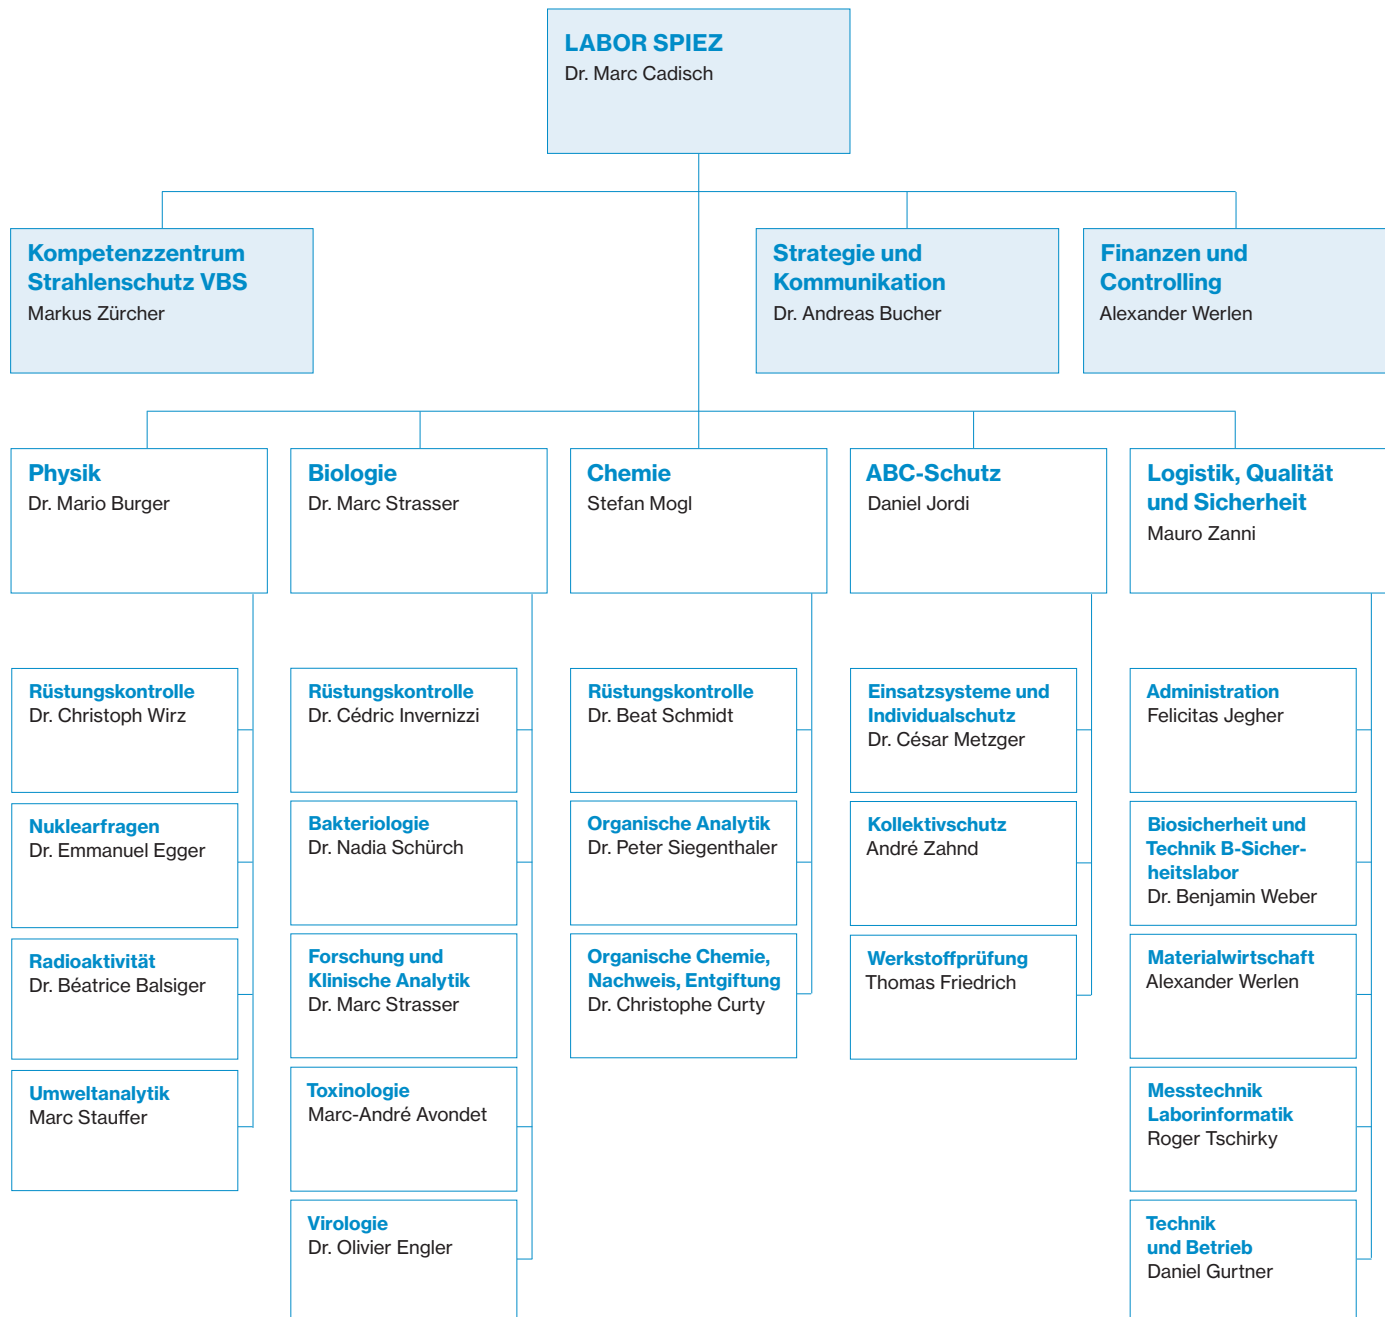 LABOR SPIEZ
Dr. Marc Cadisch
Kompetenzzentrum
Strahlenschutz VBS
Markus Zürcher
Strategie und
Kommunikation
Dr. Andreas Bucher
Finanzen und
Controlling
Alexander Werlen
Physik
Dr. Mario Burger
Biologie
Dr. Marc Strasser
Chemie
Stefan Mogl
ABC-Schutz
Daniel Jordi
Logistik, Qualität
und Sicherheit
Mauro Zanni
Rüstungskontrolle
Dr. Christoph Wirz
Nuklearfragen
Dr. Emmanuel Egger
Radioaktivität
Dr. Béatrice Balsiger
Umweltanalytik
Marc Stauffer
Rüstungskontrolle
Dr. Cédric Invernizzi
Bakteriologie
Dr. Nadia Schürch
Forschung und
Klinische Analytik
Dr. Marc Strasser
Toxinologie
Marc-André Avondet
Virologie
Dr. Olivier Engler
Rüstungskontrolle
Dr. Beat Schmidt
Organische Analytik
Dr. Peter Siegenthaler
Organische Chemie,
Nachweis, Entgiftung
Dr. Christophe Curty
Einsatzsysteme und
Individualschutz
Dr. César Metzger
Kollektivschutz
André Zahnd
Werkstoffprüfung
Thomas Friedrich
Administration
Felicitas Jegher
Biosicherheit und
Technik B-Sicher-
heitslabor
Dr. Benjamin Weber
Materialwirtschaft
Alexander Werlen
Messtechnik
Laborinformatik
Roger Tschirky
Technik
und Betrieb
Daniel Gurtner